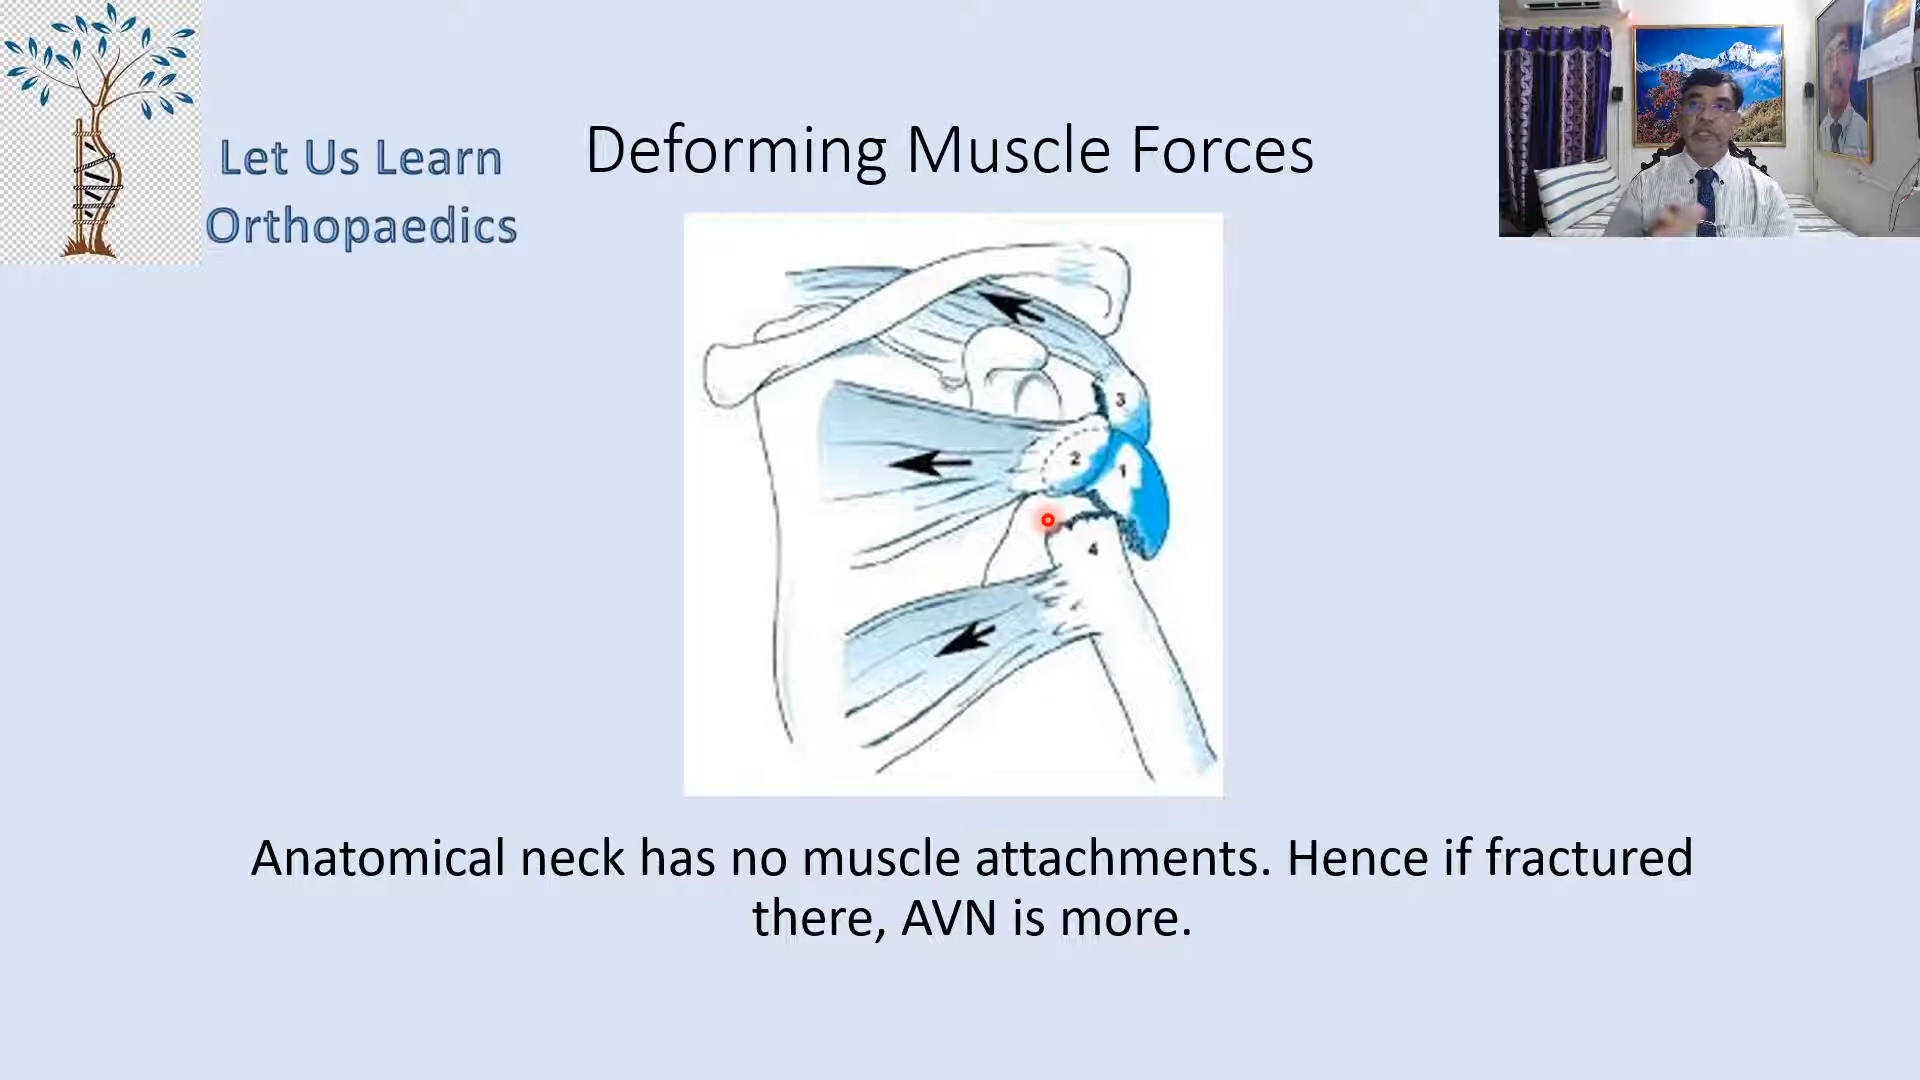 Let Us Learn
Orthopaedics
Deforming Muscle Forces
3
2
1
4
Anatomical neck has no muscle attachments. Hence if fractured
there, AVN is more.